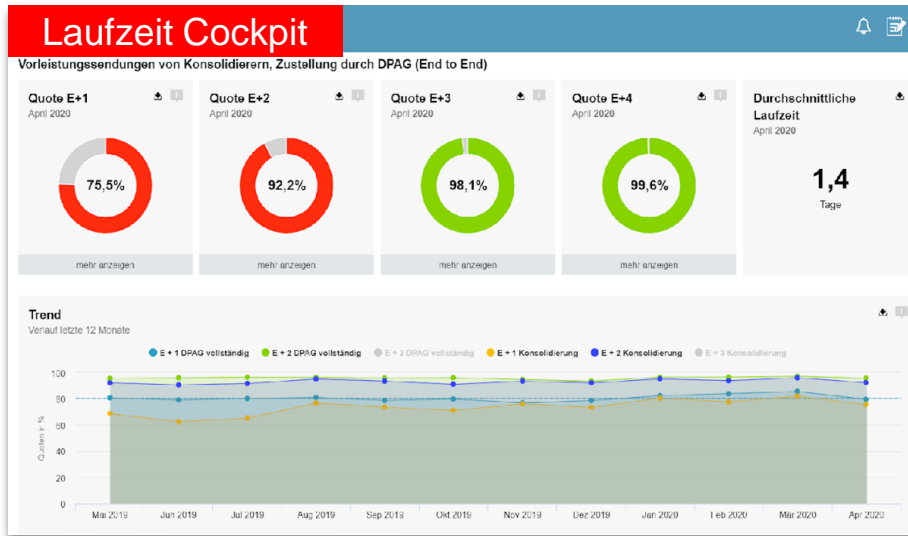 Laufzeit Cockpit
Vorleistungssendungen von Konsolidierern, Zustellung durch DPAG (End to End)
Quote E+1
April 2020
75,5%
mehr anzeigen
Quote E+2
April 2020
92,2%
mehr anzeigen
Quote E+3
April 2020
98,1%
mehr anzeigen
Quote E+4
April 2020
99,6%
mehr anzeigen
Durchschnittliche
Laufzeit
April 2020
1,4
Tage
Trend
Verlauf letzte 12 Monate
E + 1 DPAG vollständig E + 2 DPAG vollständig E + 3 DPAG vollständig E + 1 Konsolidierung E + 2 Konsolidierung E + 3 Konsolidierung
Quoten in %
100
80
60
40
20
0
Mai 2019 Jun 2019 Jul 2019 Aug 2019 Sep 2019 Okt 2019 Nov 2019 Dez 2019 Jan 2020 Feb 2020 Mär 2020 Apr 2020